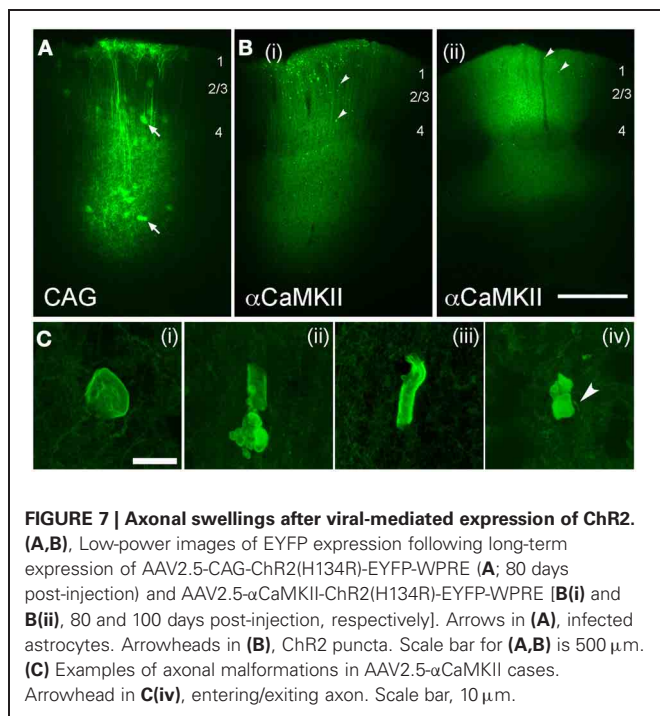 A
1
2/3
4
CAG
B (i)
1
2/3
4
αCaMKII
(ii)
1
2/3
4
αCaMKII
C (i)
(ii)
(iii)
(iv)
FIGURE 7 | Axonal swellings after viral-mediated expression of ChR2.
(A,B), Low-power images of EYFP expression following long-term
expression of AAV2.5-CAG-ChR2(H134R)-EYFP-WPRE (A; 80 days
post-injection) and AAV2.5-αCaMKII-ChR2(H134R)-EYFP-WPRE [B(i) and
B(ii), 80 and 100 days post-injection, respectively]. Arrows in (A), infected
astrocytes. Arrowheads in (B), ChR2 puncta. Scale bar for (A,B) is 500 μm.
(C) Examples of axonal malformations in AAV2.5-αCaMKII cases.
Arrowhead in C(iv), entering/exiting axon. Scale bar, 10 μm.